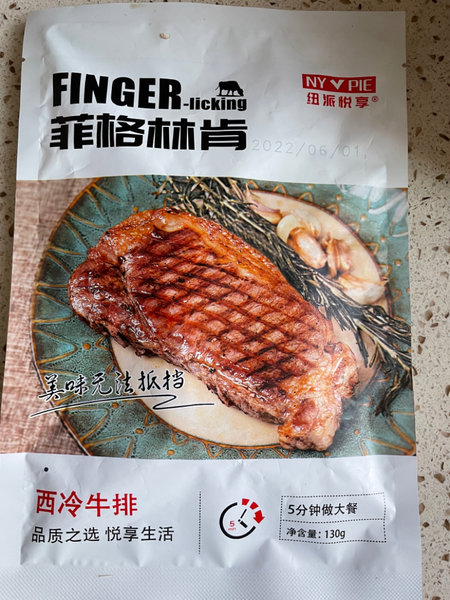 FINGER-licking
NY PIE
纽派悦享®
菲格林肯
2022/06/01
美味无法抵挡
西冷牛排
品质之选 悦享生活
5
min
5分钟做大餐
净含量：130g